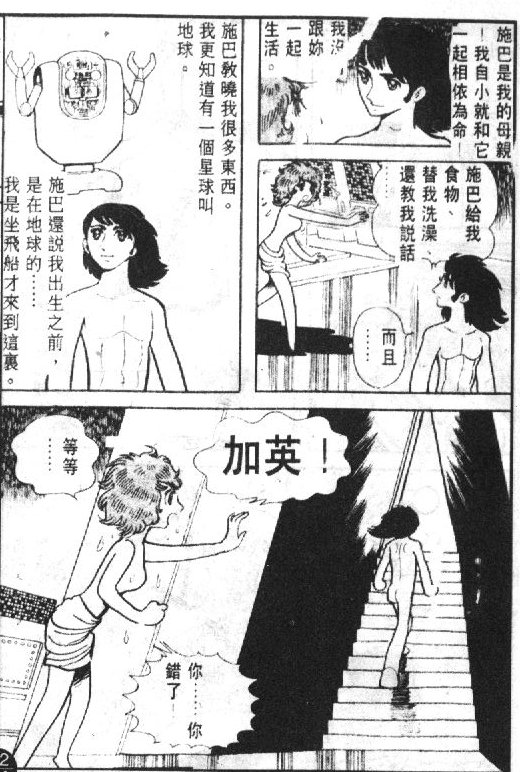 施巴是我的母親
！我自小就和它
一起相依為命！
我沒
跟妳
一起
生活。
施巴給我
食物、
替我洗澡
還教我說話
……而且
施巴教曉我很多東西。
我更知道有一個星球叫
地球。
施巴還說我出生之前，
是在地球的……
我是坐飛船才來到這裏。
加英！
等等
……
你……你
錯了
2